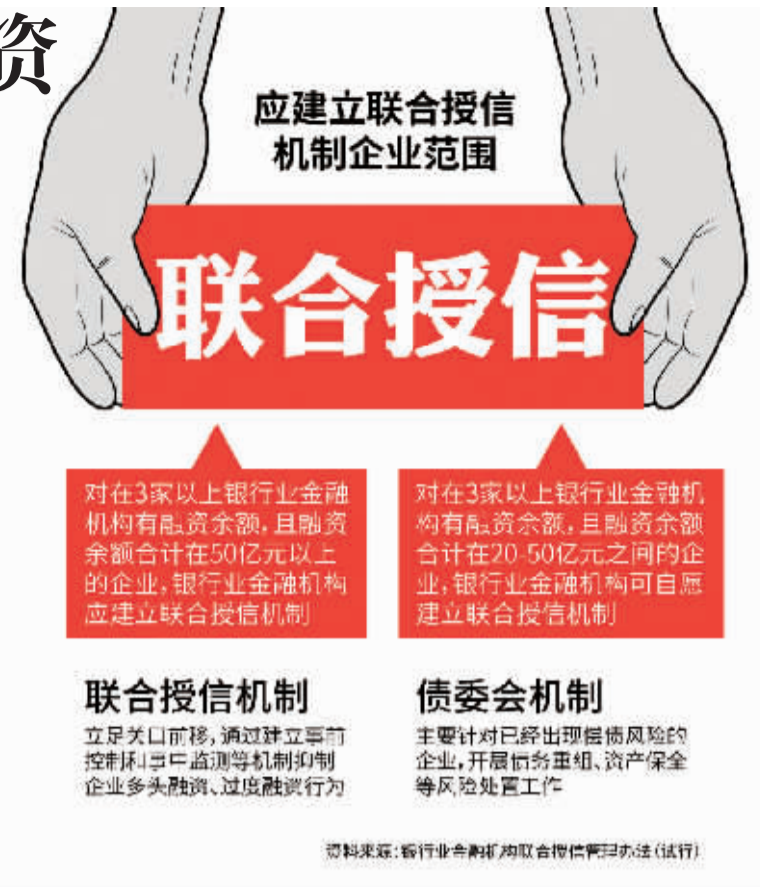 资
应建立联合授信
机制企业范围
联合授信
对在3家以上银行业金融
机构有融资余额，且融资
余额合计在50亿元以上
的企业，银行业金融机构
应建立联合授信机制
对在3家以上银行业金融机
构有融资余额，且融资余额
合计在20-50亿元之间的企
业，银行业金融机构可自愿
建立联合授信机制
联合授信机制
立足关口前移，通过建立事前
控制和事中监测等机制抑制
企业多头融资、过度融资行为
债委会机制
主要针对已经出现偿债风险的
企业，开展债务重组、资产保全
等风险处置工作
资料来源：银行业金融机构联合授信管理办法（试行）